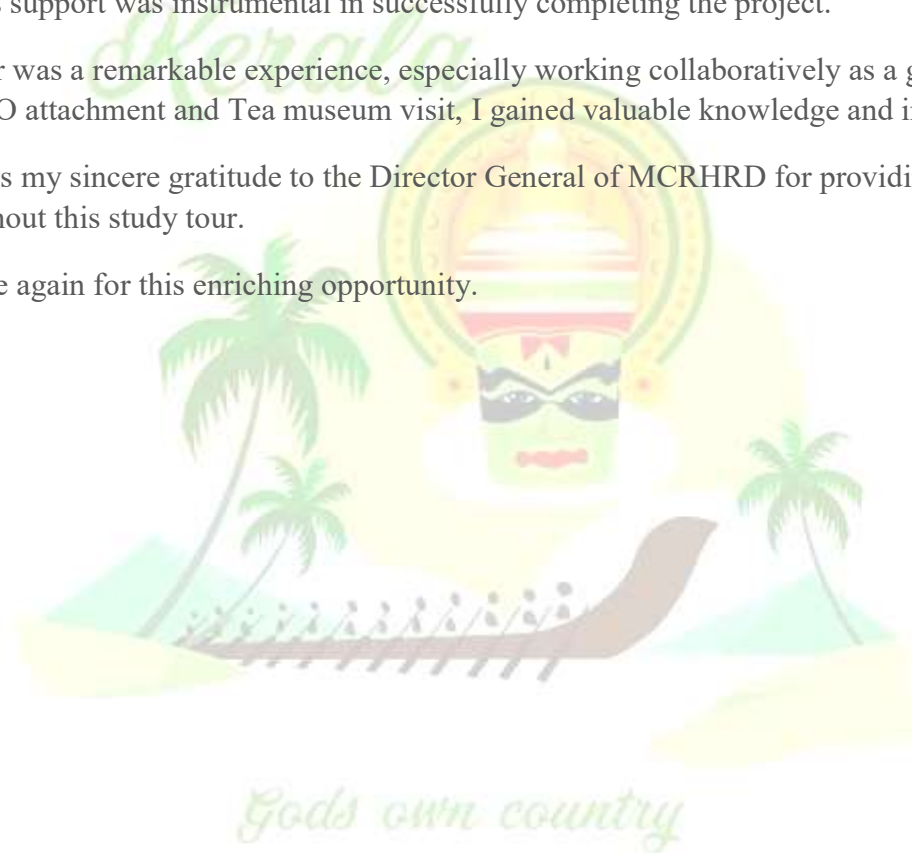 support was instrumental in successfully completing the project.
Kerala
was a remarkable experience, especially working collaboratively as a
O attachment and Tea museum visit, I gained valuable knowledge and
my sincere gratitude to the Director General of MCRHRD for
this study tour.
again for this enriching opportunity.
Gods own country